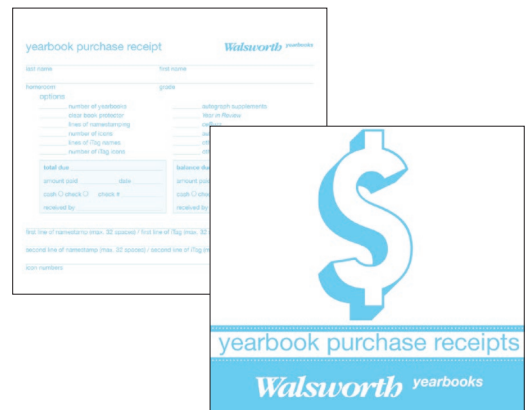 yearbook purchase receipt
Walsworth yearbooks
last name first name
homeroom grade
options
number of yearbooks autograph supplements
clear book protector Year in Review
lines of namestamping
number of icons
lines of iTag names
number of iTag icons
total due balance due
amount paid date amount paid
cash check check # cash
received by received by
first line of namestamp (max. 32 spaces) / first line of iTag (max. 32
second line of namestamp (max. 32 spaces) / second line of iTag
icon numbers
$
yearbook purchase receipts
Walsworth yearbooks